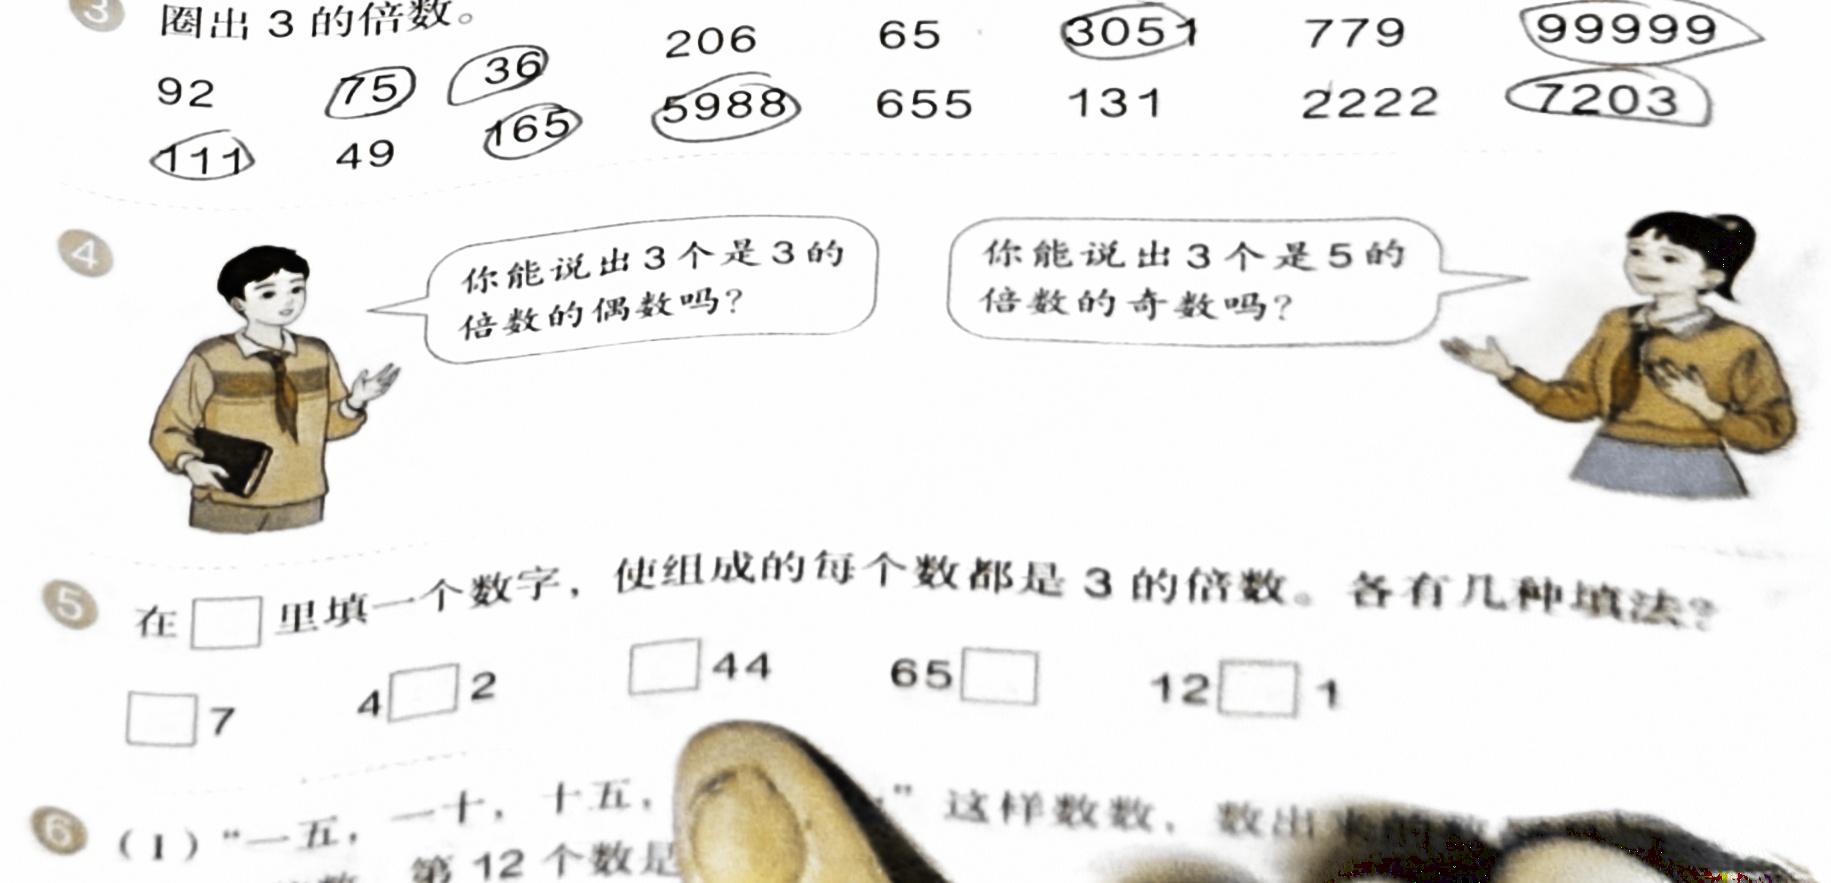 3 圈出 3 的倍数。
92 75 36 206 65 3051 779 99999
111 49 165 5988 655 131 2222 7203
4
你能说出 3 个是 3 的
倍数的偶数吗？
你能说出 3 个是 5 的
倍数的奇数吗？
5 在□里填一个数字，使组成的每个数都是 3 的倍数。各有几种填法？
□7 4□2 □44 65□ 12□1
6 （1）“一五，一十，十五， ” 这样数数，数出
第 12 个数是